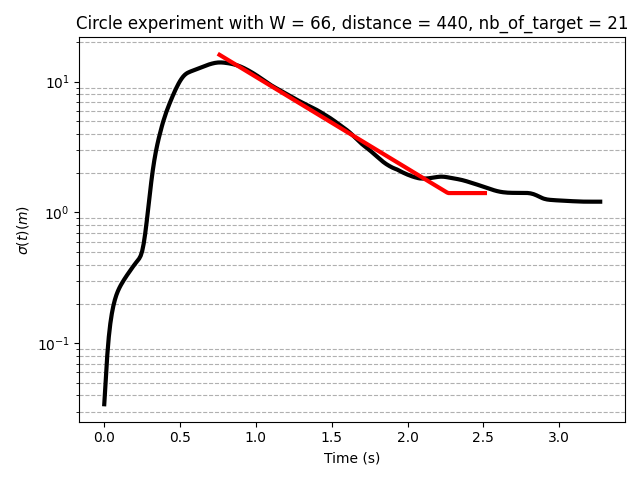 Circle experiment with W = 66, distance = 440, nb_of_target = 21
σ(t)(m)
10¹
10⁰
10⁻¹
0.0 0.5 1.0 1.5 2.0 2.5 3.0
Time (s)